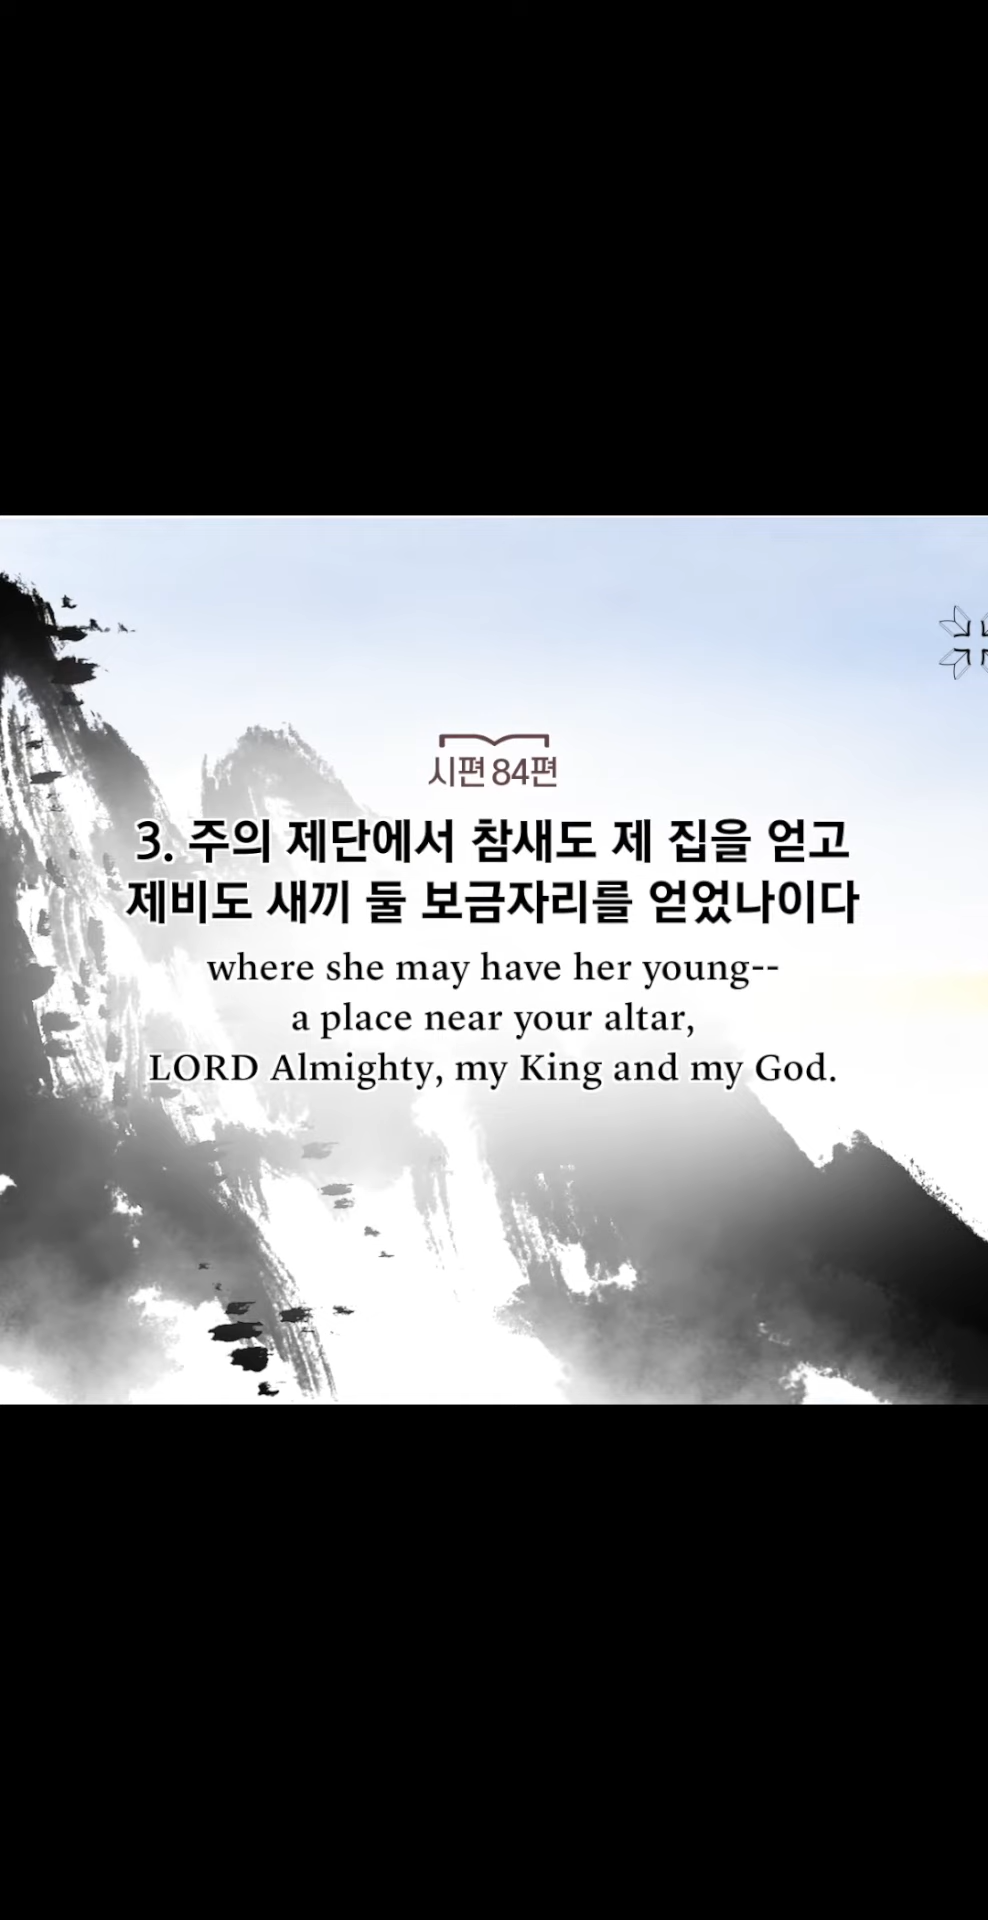 시편 84편
3. 주의 제단에서 참새도 제 집을 얻고
제비도 새끼 둘 보금자리를 얻었나이다
where she may have her young--
a place near your altar,
LORD Almighty, my King and my God.